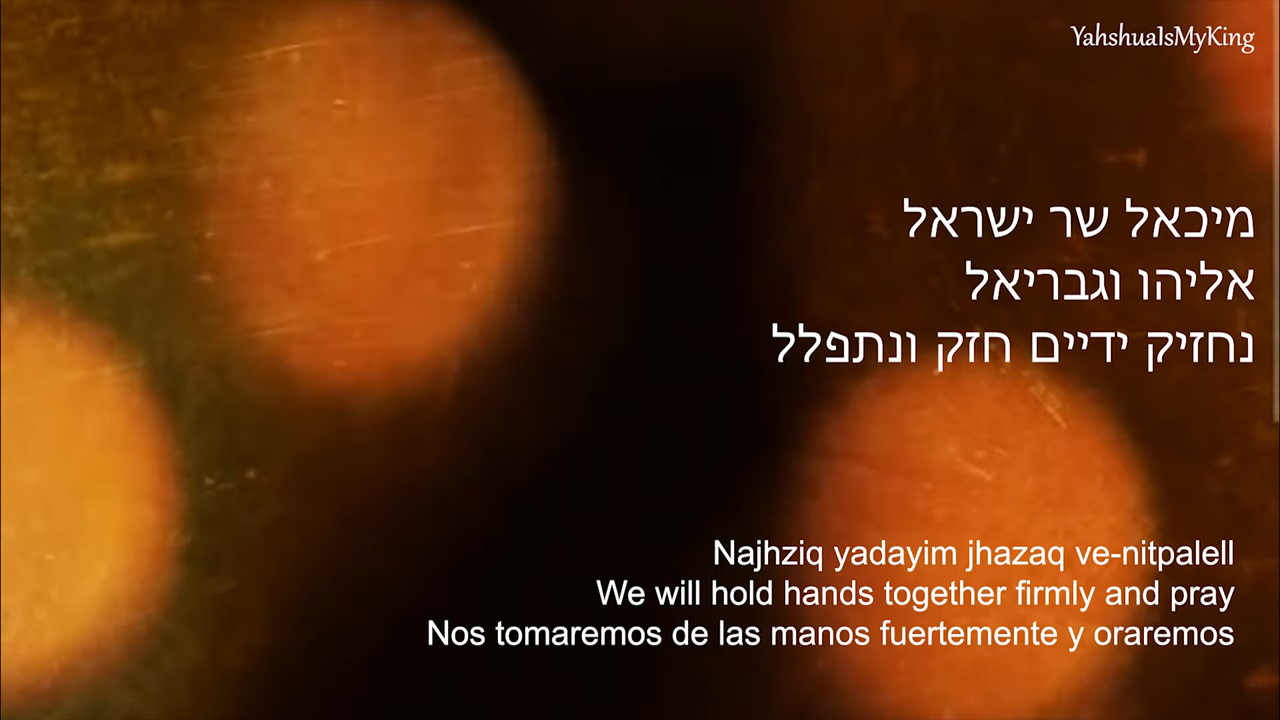 YahshuaIsMyKing
מיכאל שר ישראל
אליהו וגבריאל
נחזיק ידיים חזק ונתפלל
Najhziq yadayim jhazaq ve-nitpalell
We will hold hands together firmly and pray
Nos tomaremos de las manos fuertemente y oraremos